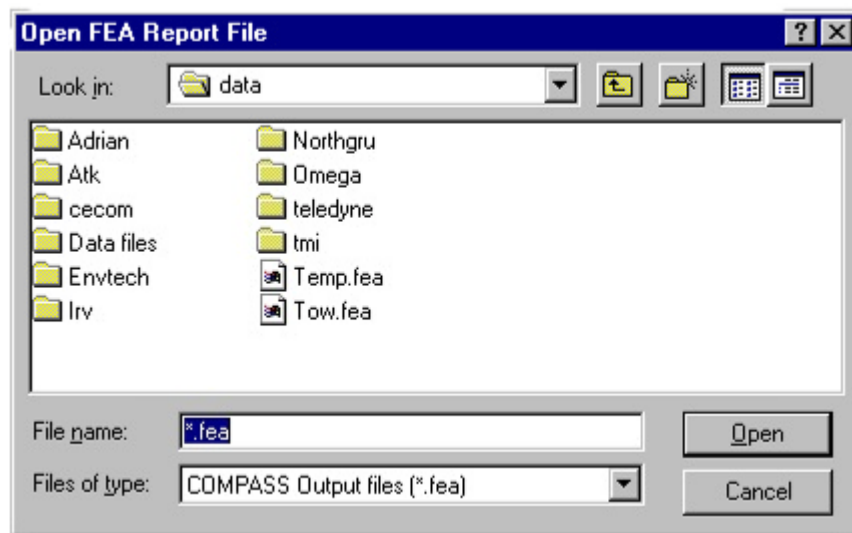 Open FEA Report File
Look in: data
Adrian Northgru
Atk Omega
cecom teledyne
Data files tmi
Envtech Temp.fea
Irv Tow.fea
File name: *.fea Open
Files of type: COMPASS Output files (*.fea) Cancel